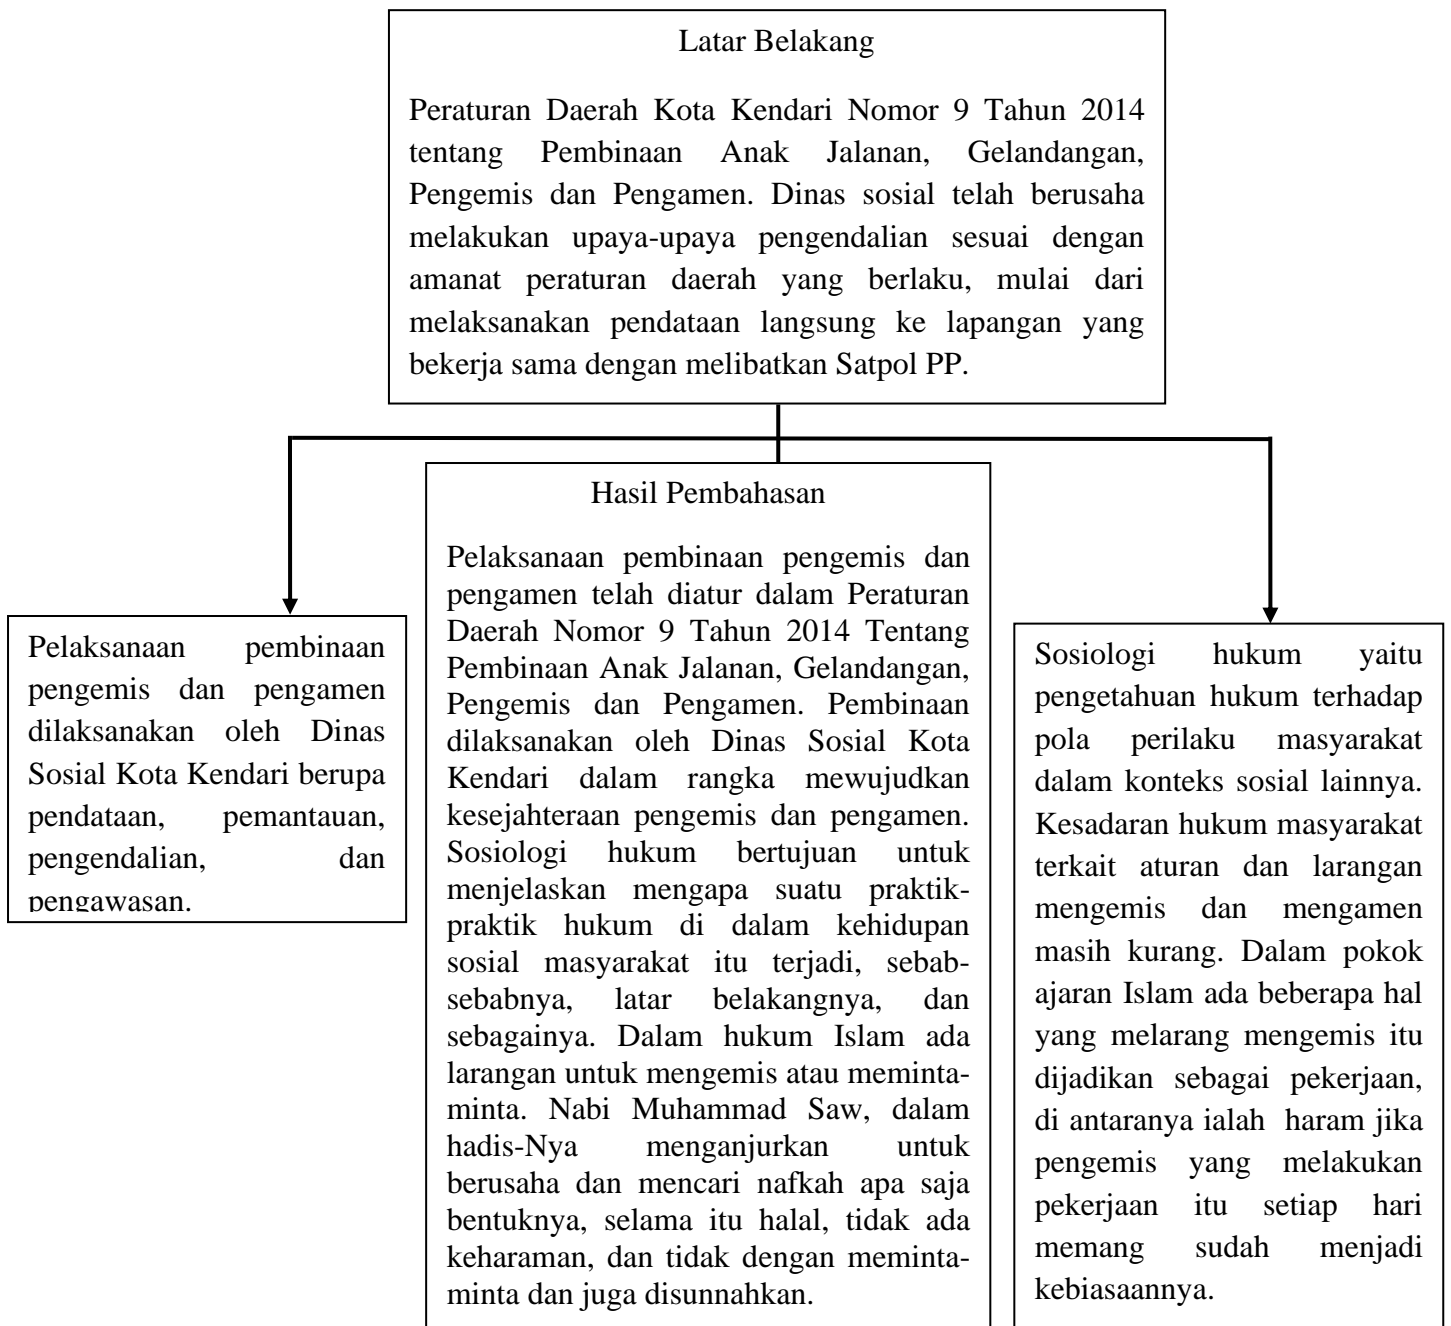 Latar Belakang
Peraturan Daerah Kota Kendari Nomor 9 Tahun 2014
tentang Pembinaan Anak Jalanan, Gelandangan,
Pengemis dan Pengamen. Dinas sosial telah berusaha
melakukan upaya-upaya pengendalian sesuai dengan
amanat peraturan daerah yang berlaku, mulai dari
melaksanakan pendataan langsung ke lapangan yang
bekerja sama dengan melibatkan Satpol PP.
Pelaksanaan pembinaan
pengemis dan pengamen
dilaksanakan oleh Dinas
Sosial Kota Kendari berupa
pendataan, pemantauan,
pengendalian, dan
pengawasan.
Hasil Pembahasan
Pelaksanaan pembinaan pengemis dan
pengamen telah diatur dalam Peraturan
Daerah Nomor 9 Tahun 2014 Tentang
Pembinaan Anak Jalanan, Gelandangan,
Pengemis dan Pengamen. Pembinaan
dilaksanakan oleh Dinas Sosial Kota
Kendari dalam rangka mewujudkan
kesejahteraan pengemis dan pengamen.
Sosiologi hukum bertujuan untuk
menjelaskan mengapa suatu praktik-
praktik hukum di dalam kehidupan
sosial masyarakat itu terjadi, sebab-
sebabnya, latar belakangnya, dan
sebagainya. Dalam hukum Islam ada
larangan untuk mengemis atau meminta-
minta. Nabi Muhammad Saw, dalam
hadis-Nya menganjurkan untuk
berusaha dan mencari nafkah apa saja
bentuknya, selama itu halal, tidak ada
keharaman, dan tidak dengan meminta-
minta dan juga disunnahkan.
Sosiologi hukum yaitu
pengetahuan hukum terhadap
pola perilaku masyarakat
dalam konteks sosial lainnya.
Kesadaran hukum masyarakat
terkait aturan dan larangan
mengemis dan mengamen
masih kurang. Dalam pokok
ajaran Islam ada beberapa hal
yang melarang mengemis itu
dijadikan sebagai pekerjaan,
di antaranya ialah haram jika
pengemis yang melakukan
pekerjaan itu setiap hari
memang sudah menjadi
kebiasaannya.